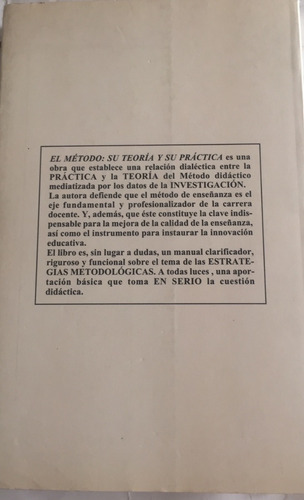 EL MÉTODO: SU TEORÍA Y SU PRÁCTICA es una
obra que establece una relación dialéctica entre la
PRÁCTICA y la TEORÍA del Método didáctico
mediatizada por los datos de la INVESTIGACIÓN.
La autora defiende que el método de enseñanza es el
eje fundamental y profesionalizador de la carrera
docente. Y, además, que éste constituye la clave indis-
pensable para la mejora de la calidad de la enseñanza,
así como el instrumento para instaurar la innovación
educativa.
El libro es, sin lugar a dudas, un manual clarificador,
riguroso y funcional sobre el tema de las ESTRATE-
GIAS METODOLÓGICAS. A todas luces , una apor-
tación básica que toma EN SERIO la cuestión
didáctica.